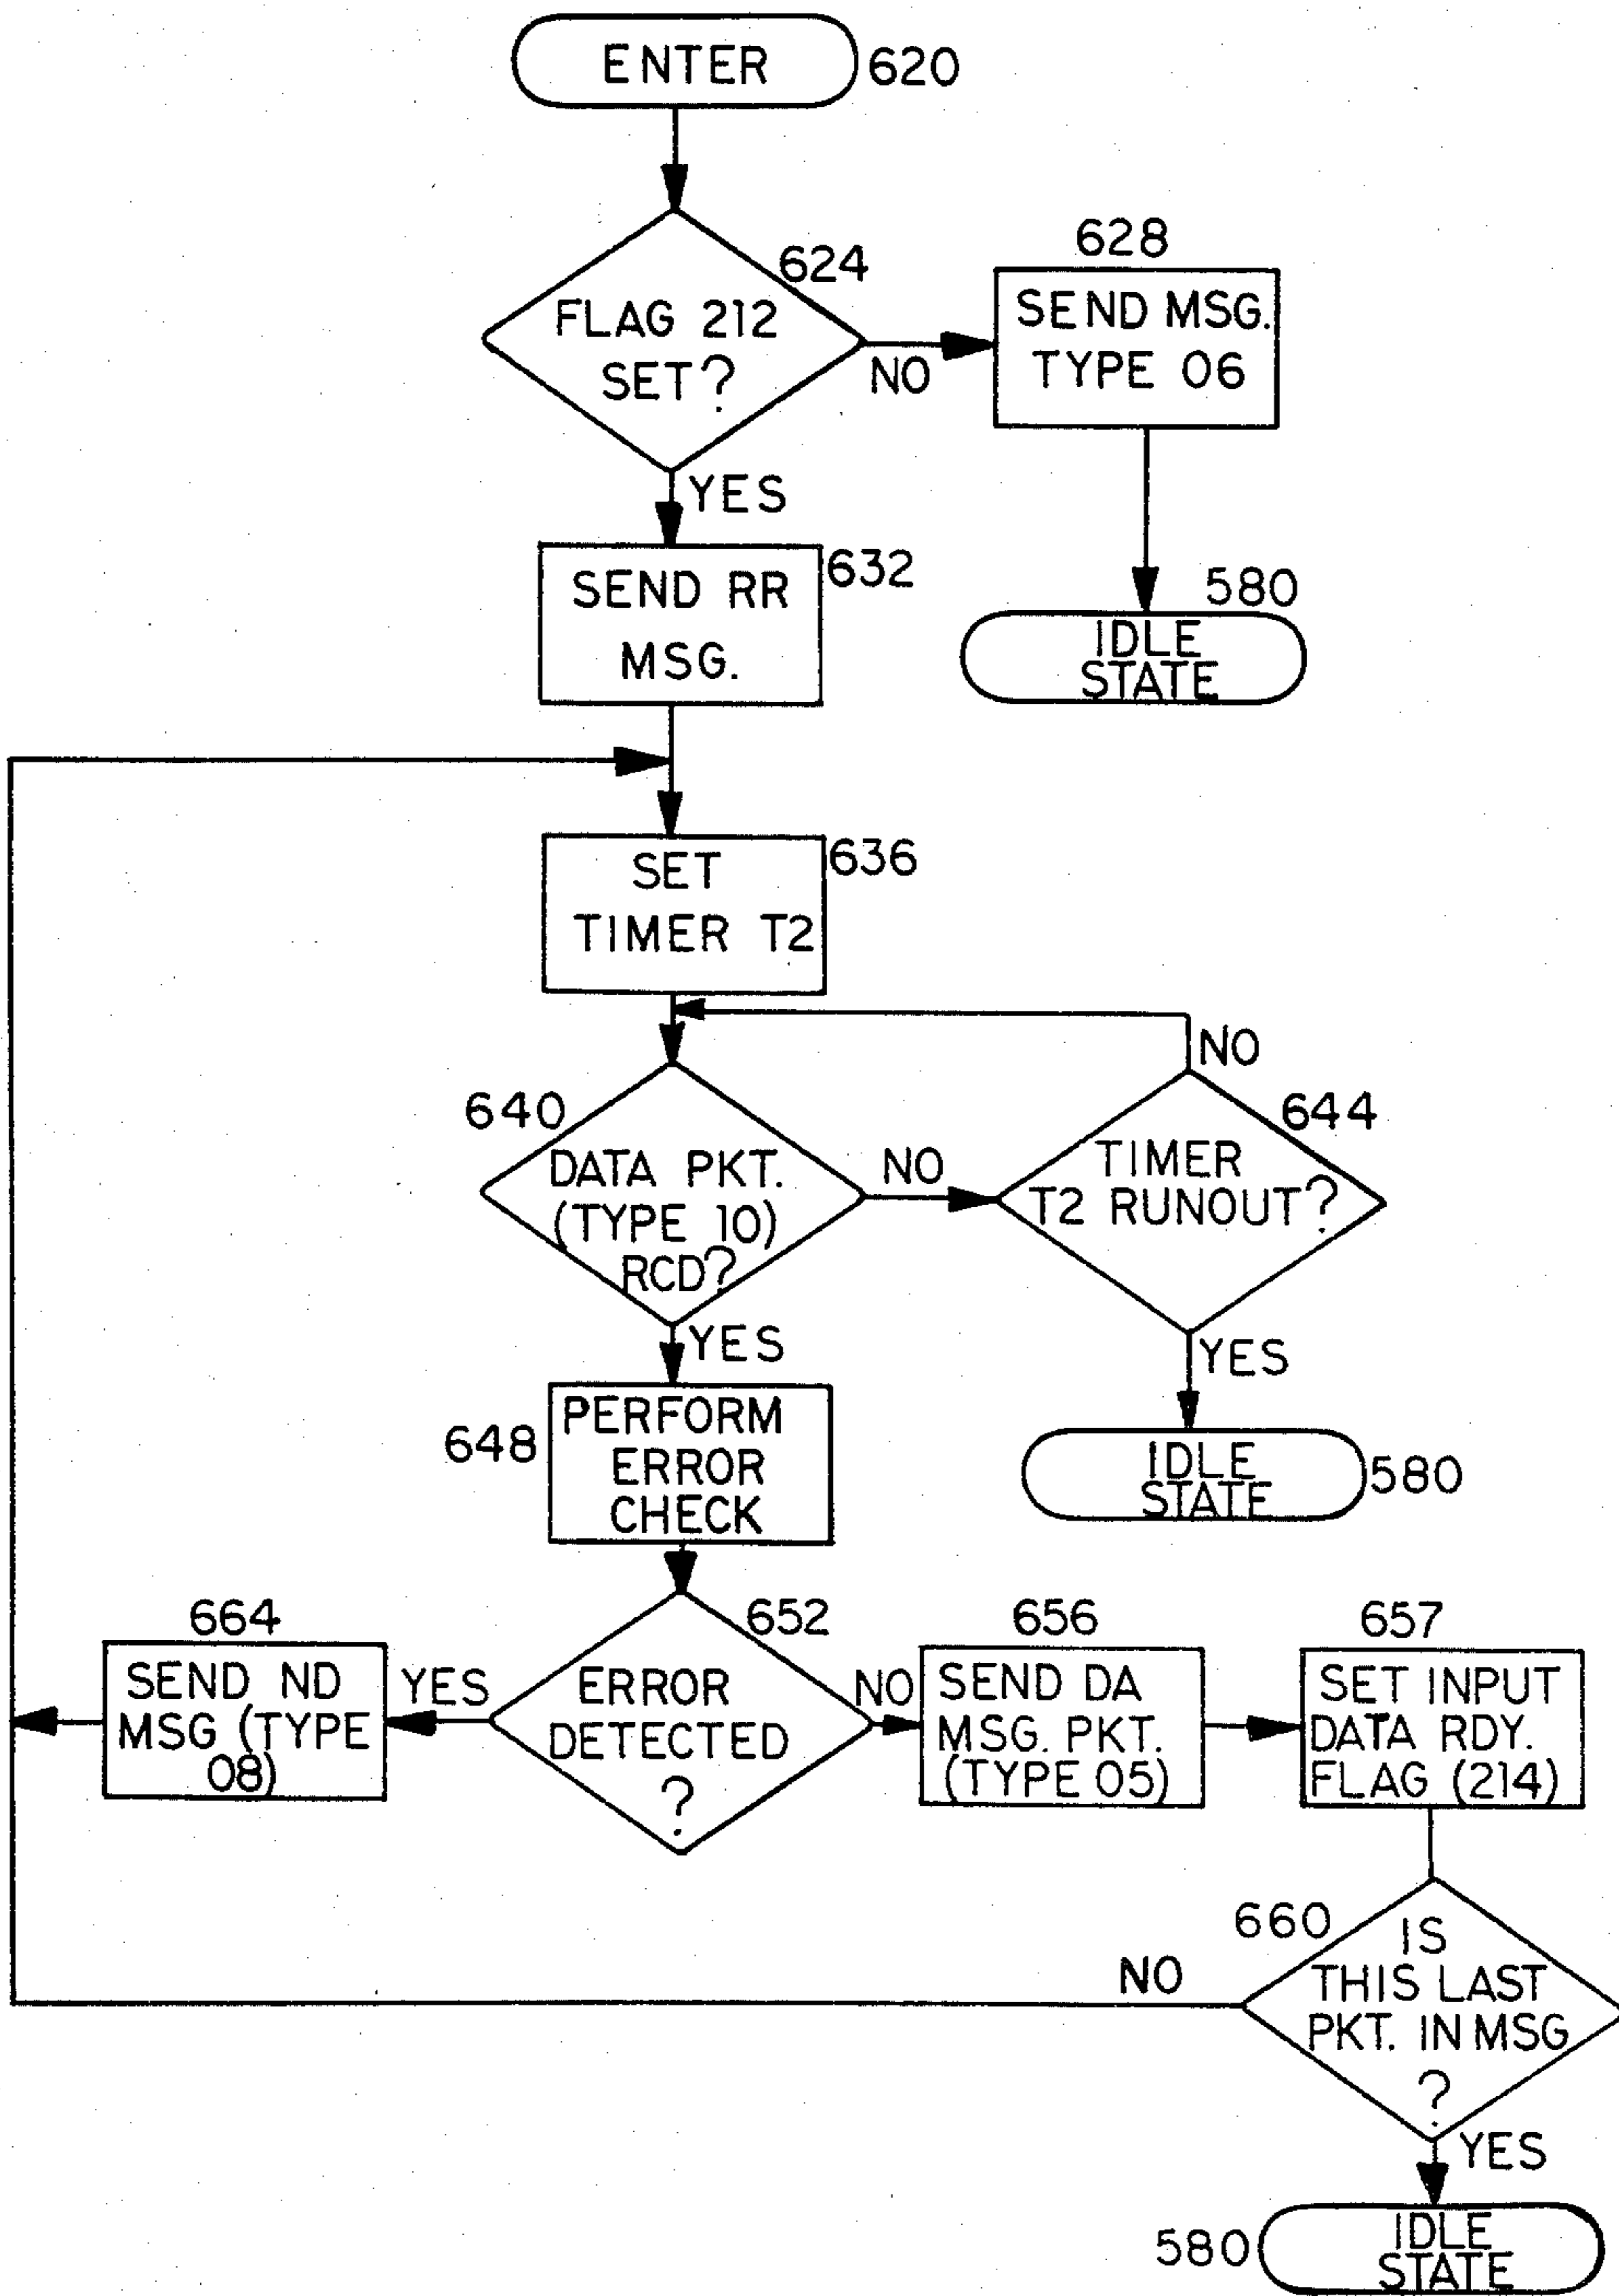 ENTER
620
624
FLAG 212
SET?
NO
YES
628
SEND MSG.
TYPE 06
580
IDLE
STATE
632
SEND RR
MSG.
636
SET
TIMER T2
640
DATA PKT.
(TYPE 10)
RCD?
NO
YES
644
TIMER
T2 RUNOUT?
NO
YES
IDLE
STATE
580
648
PERFORM
ERROR
CHECK
652
ERROR
DETECTED
?
YES
NO
664
SEND ND
MSG (TYPE
08)
656
SEND DA
MSG. PKT.
(TYPE 05)
657
SET INPUT
DATA RDY.
FLAG (214)
660
IS
THIS LAST
PKT. IN MSG
?
NO
YES
580
IDLE
STATE